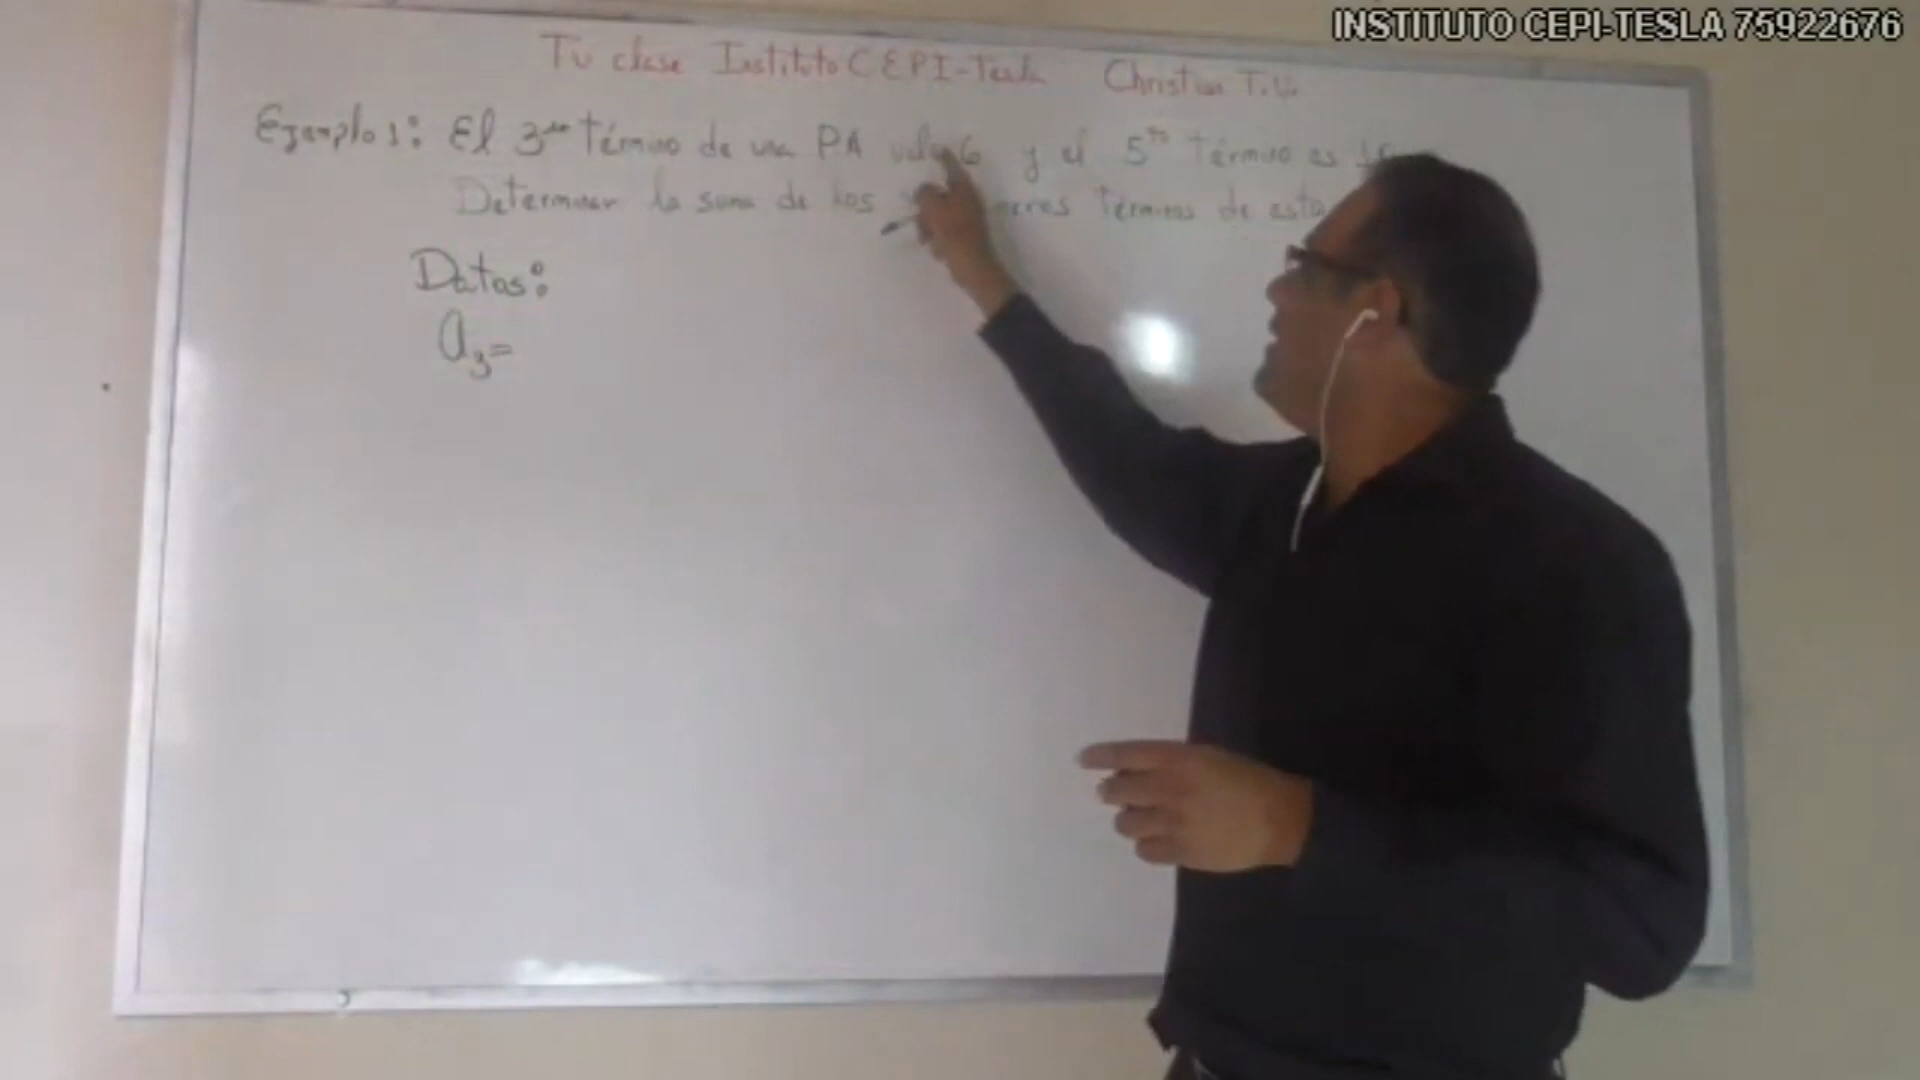 INSTITUTO CEPI-TESLA 75922676
Tu clase Instituto CEPI-Tesla Christian T.U.
Ejemplo 1: El 3er Término de una PA vale 6 y el 5to Término es
Determinar la suma de los Términos de esta
Datos:
a3=